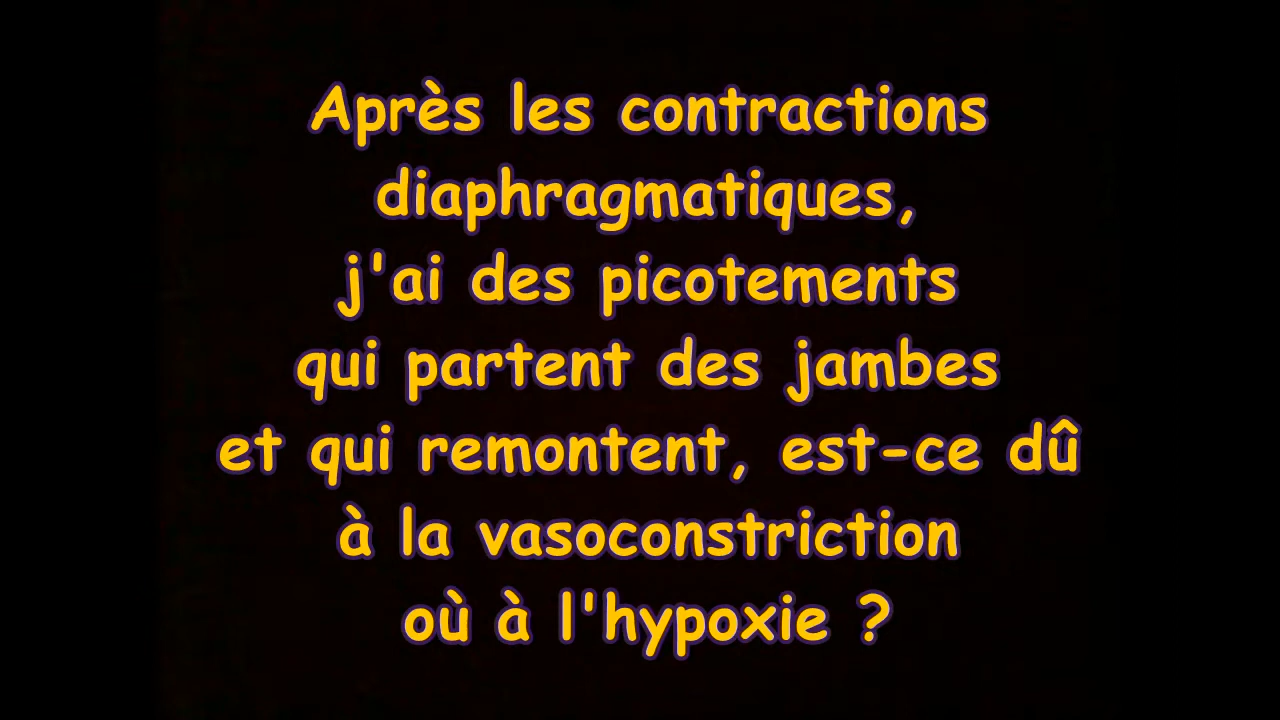 Après les contractions
diaphragmatiques,
j'ai des picotements
qui partent des jambes
et qui remontent, est-ce dû
à la vasoconstriction
où à l'hypoxie ?